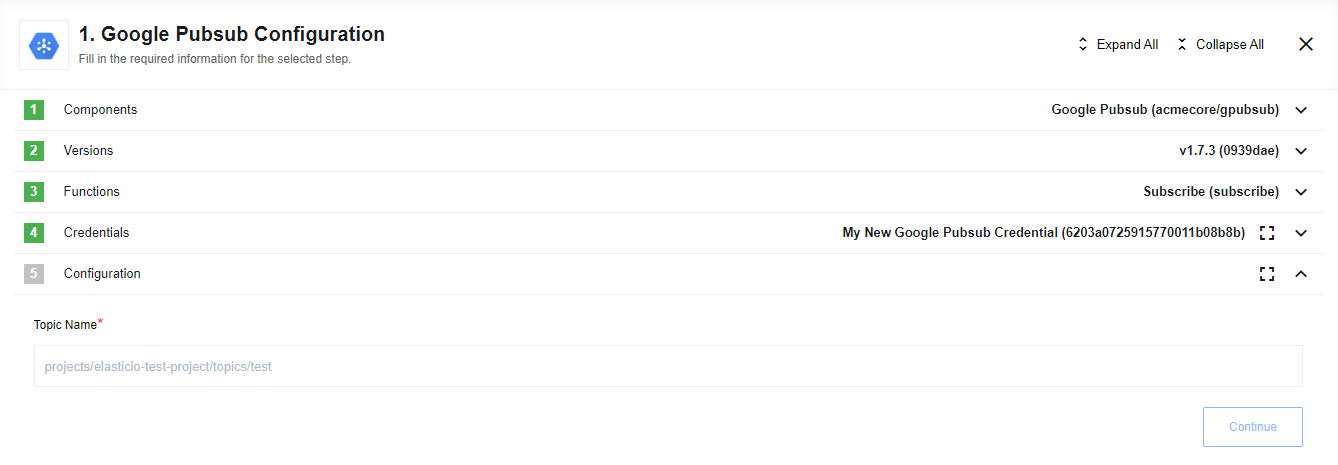 1. Google Pubsub Configuration
Fill in the required information for the selected step.
Expand All Collapse All
1 Components Google Pubsub (acmecore/gpubsub)
2 Versions v1.7.3 (0939dae)
3 Functions Subscribe (subscribe)
4 Credentials My New Google Pubsub Credential (6203a0725915770011b08b8b)
5 Configuration
Topic Name*
projects/elasticio-test-project/topics/test
Continue